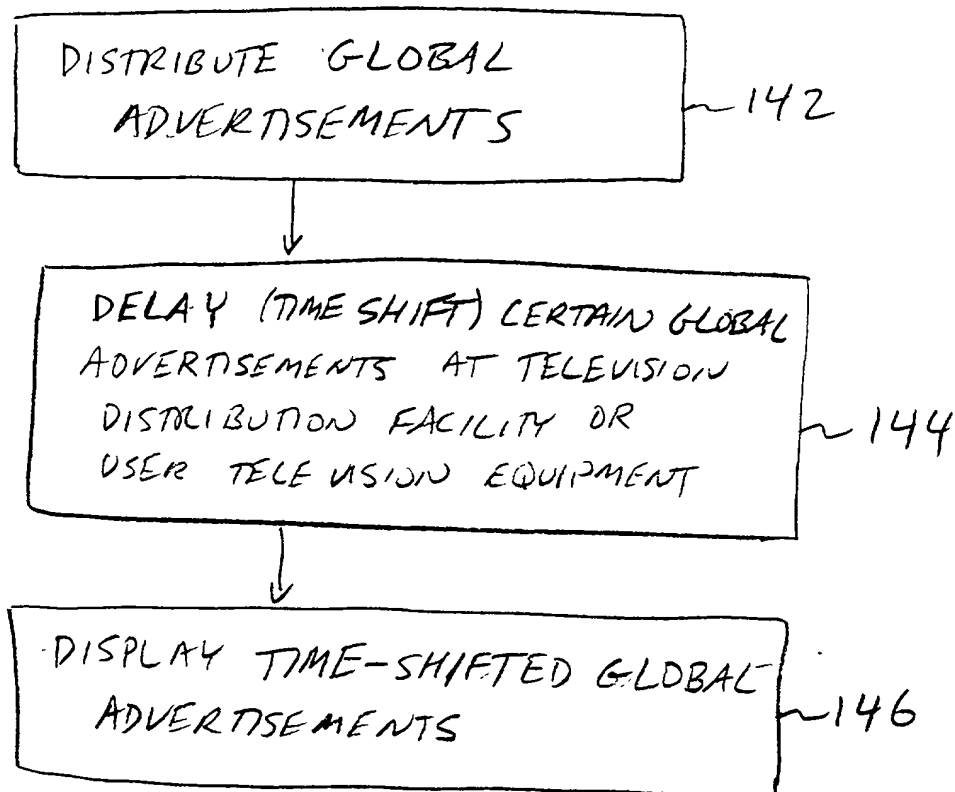 DISTRIBUTE GLOBAL
ADVERTISEMENTS
142
DELAY (TIME SHIFT) CERTAIN GLOBAL
ADVERTISEMENTS AT TELEVISION
DISTRIBUTION FACILITY OR
USER TELEVISION EQUIPMENT
144
DISPLAY TIME-SHIFTED GLOBAL
ADVERTISEMENTS
146